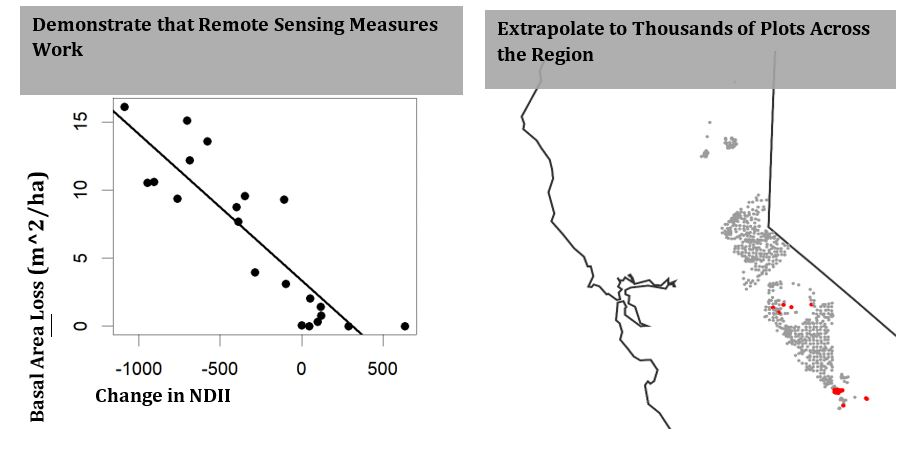 Demonstrate that Remote Sensing Measures
Work
Extrapolate to Thousands of Plots Across
the Region
15
10
5
0
Basal Area Loss (m^2/ha)
-1000
-500
0
500
Change in NDII